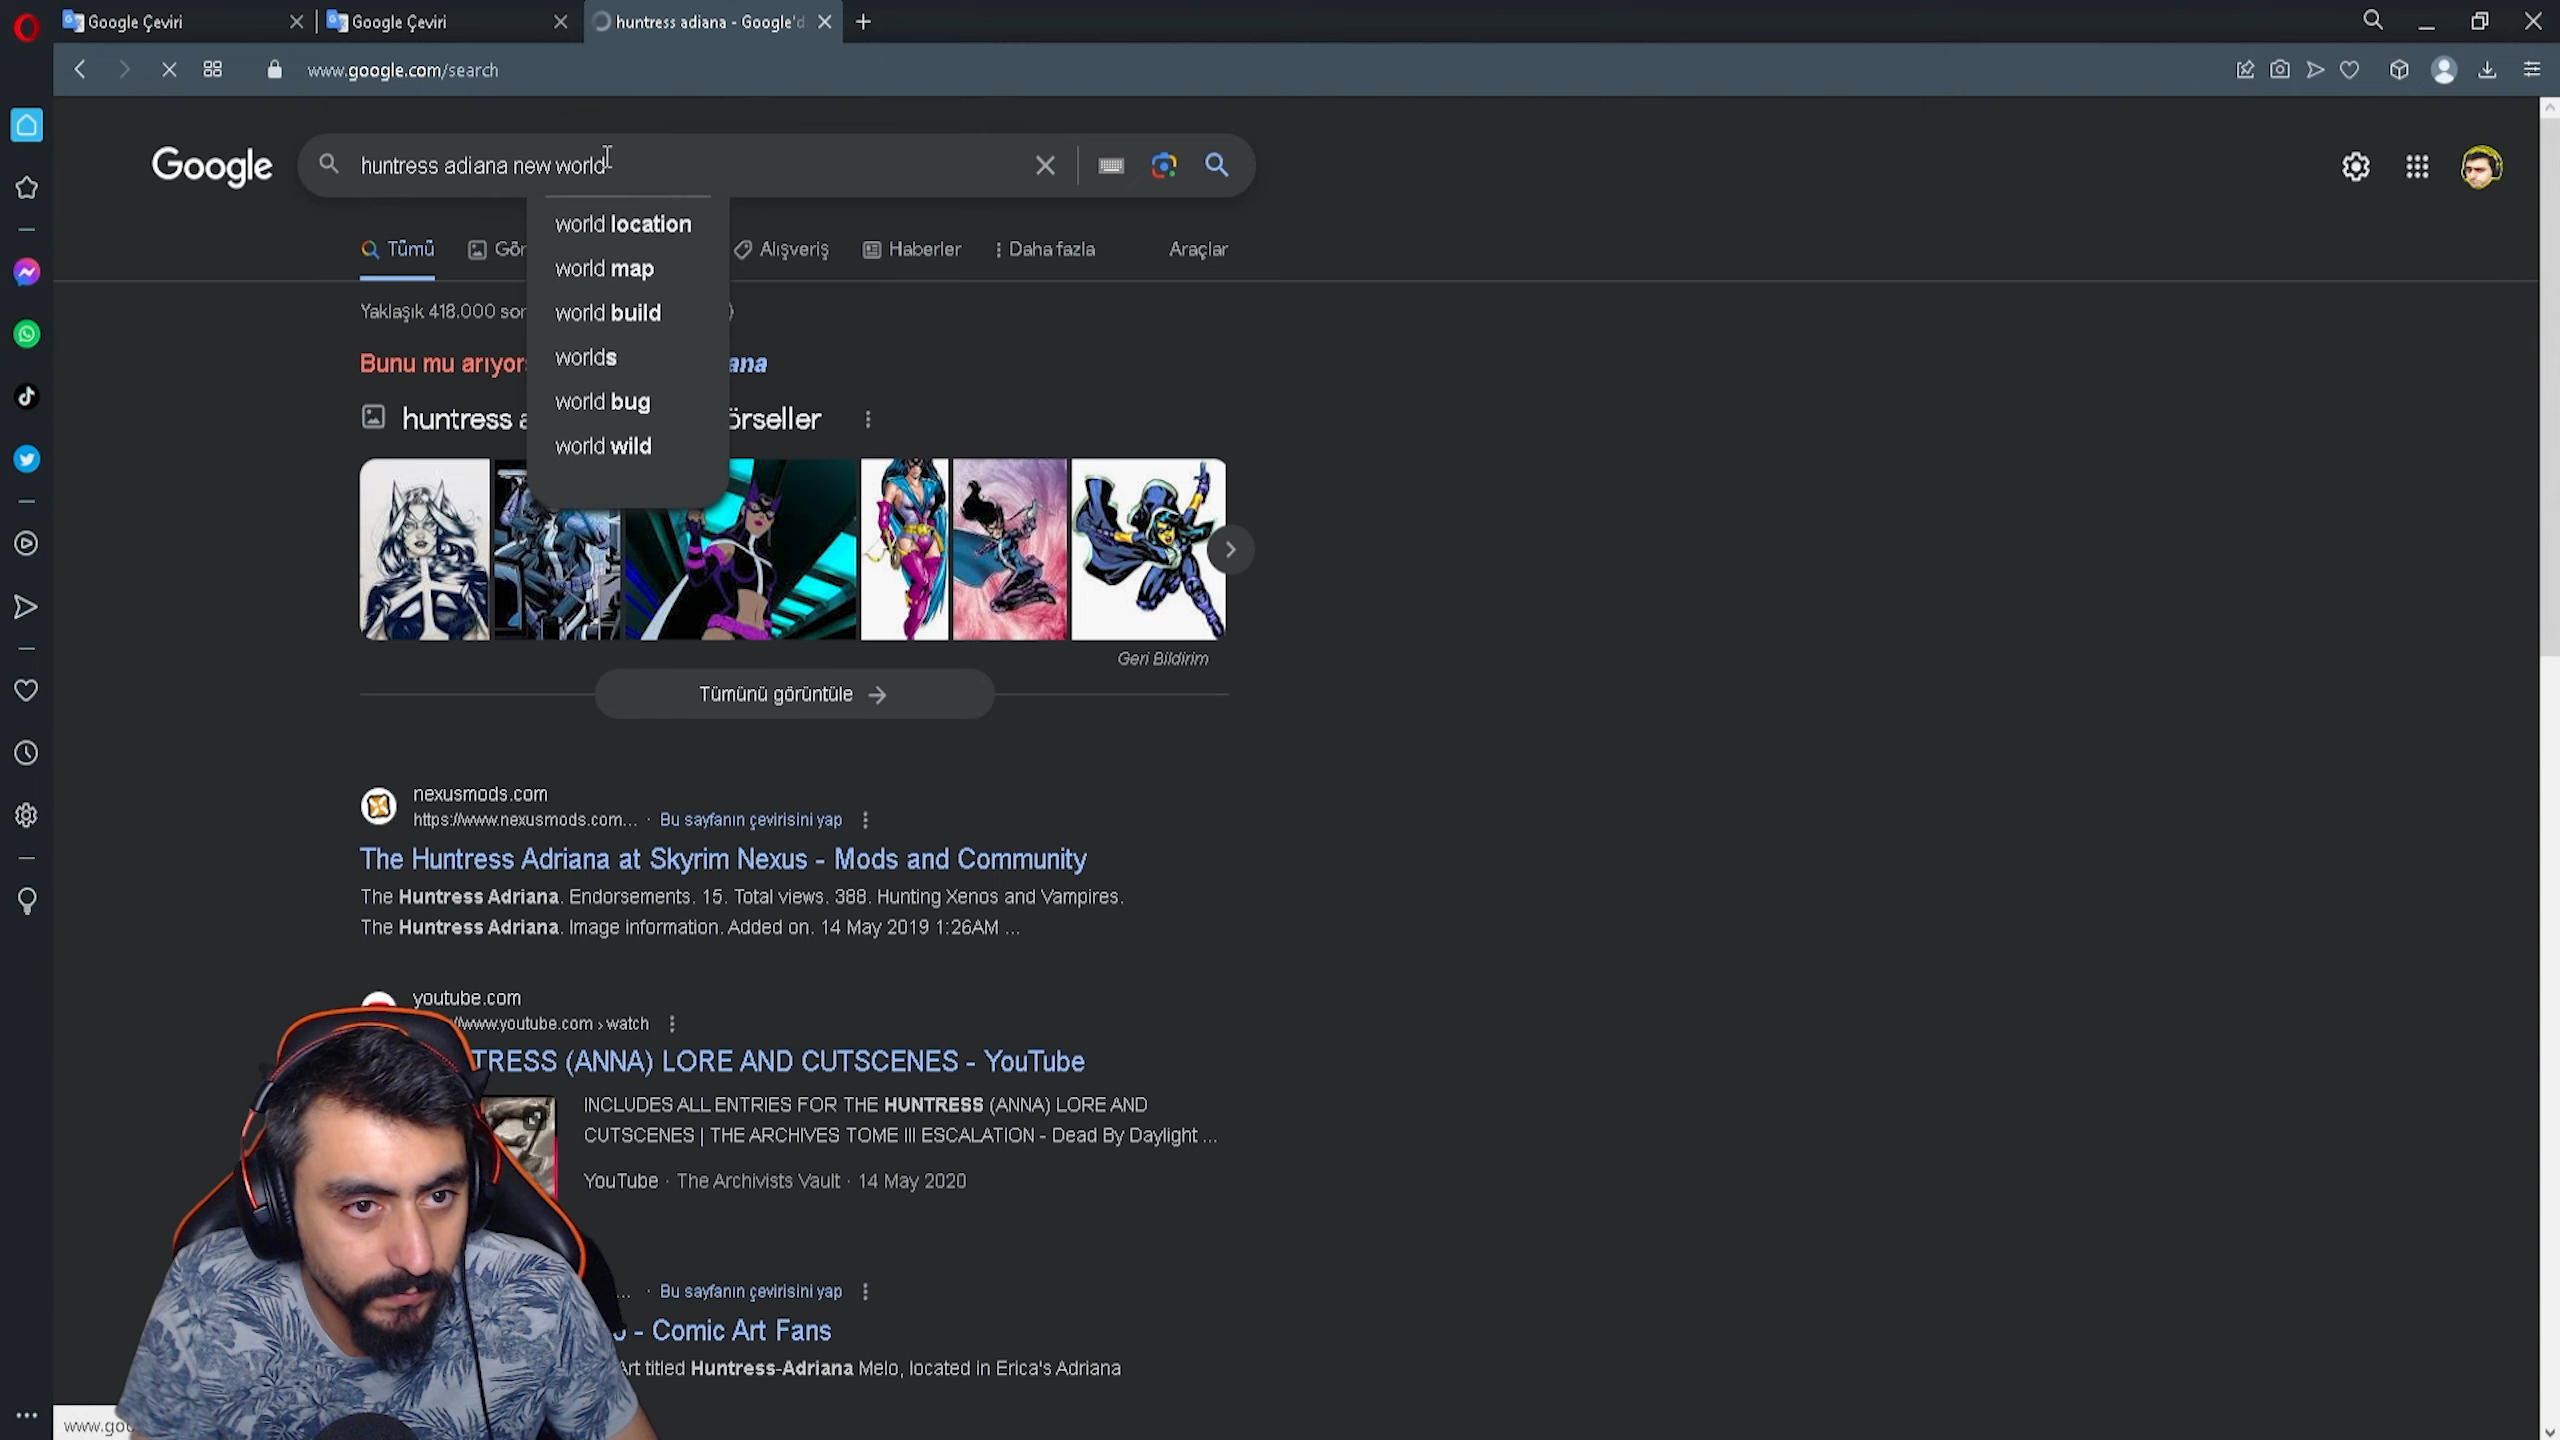 Google Çeviri
Google Çeviri
huntress adiana - Google'd
www.google.com/search
Google
huntress adiana new world
world location
world map
world build
worlds
world bug
world wild
Tümü
Gör
Alışveriş
Haberler
Daha fazla
Araçlar
Yaklaşık 418.000 sor
)
Bunu mu arıyor
ana
huntress a
örseller
Geri Bildirim
Tümünü görüntüle
nexusmods.com
https://www.nexusmods.com... · Bu sayfanın çevirisini yap
The Huntress Adriana at Skyrim Nexus - Mods and Community
The Huntress Adriana. Endorsements. 15. Total views. 388. Hunting Xenos and Vampires.
The Huntress Adriana. Image information. Added on. 14 May 2019 1:26AM ...
youtube.com
//www.youtube.com › watch
TRESS (ANNA) LORE AND CUTSCENES - YouTube
INCLUDES ALL ENTRIES FOR THE HUNTRESS (ANNA) LORE AND
CUTSCENES | THE ARCHIVES TOME III ESCALATION - Dead By Daylight ...
YouTube · The Archivists Vault · 14 May 2020
... · Bu sayfanın çevirisini yap
- Comic Art Fans
Art titled Huntress-Adriana Melo, located in Erica's Adriana
www.goo